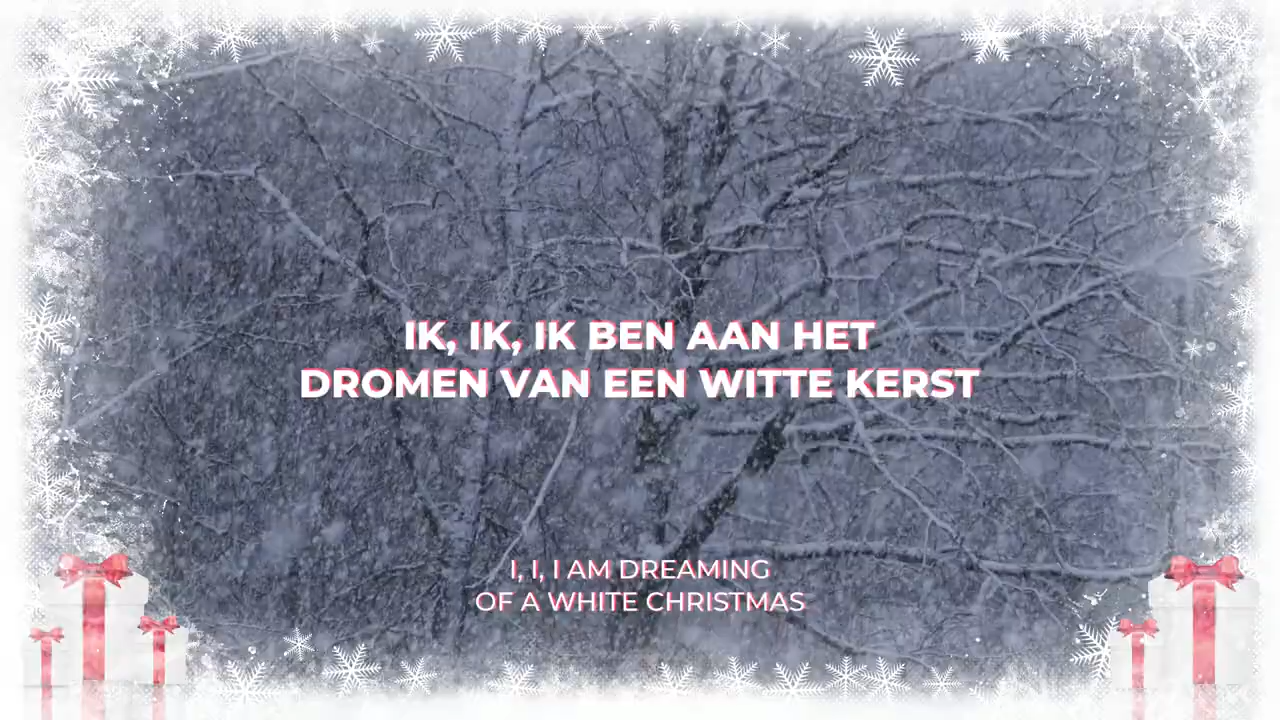 IK, IK, IK BEN AAN HET
DROMEN VAN EEN WITTE KERST
I, I, I AM DREAMING
OF A WHITE CHRISTMAS